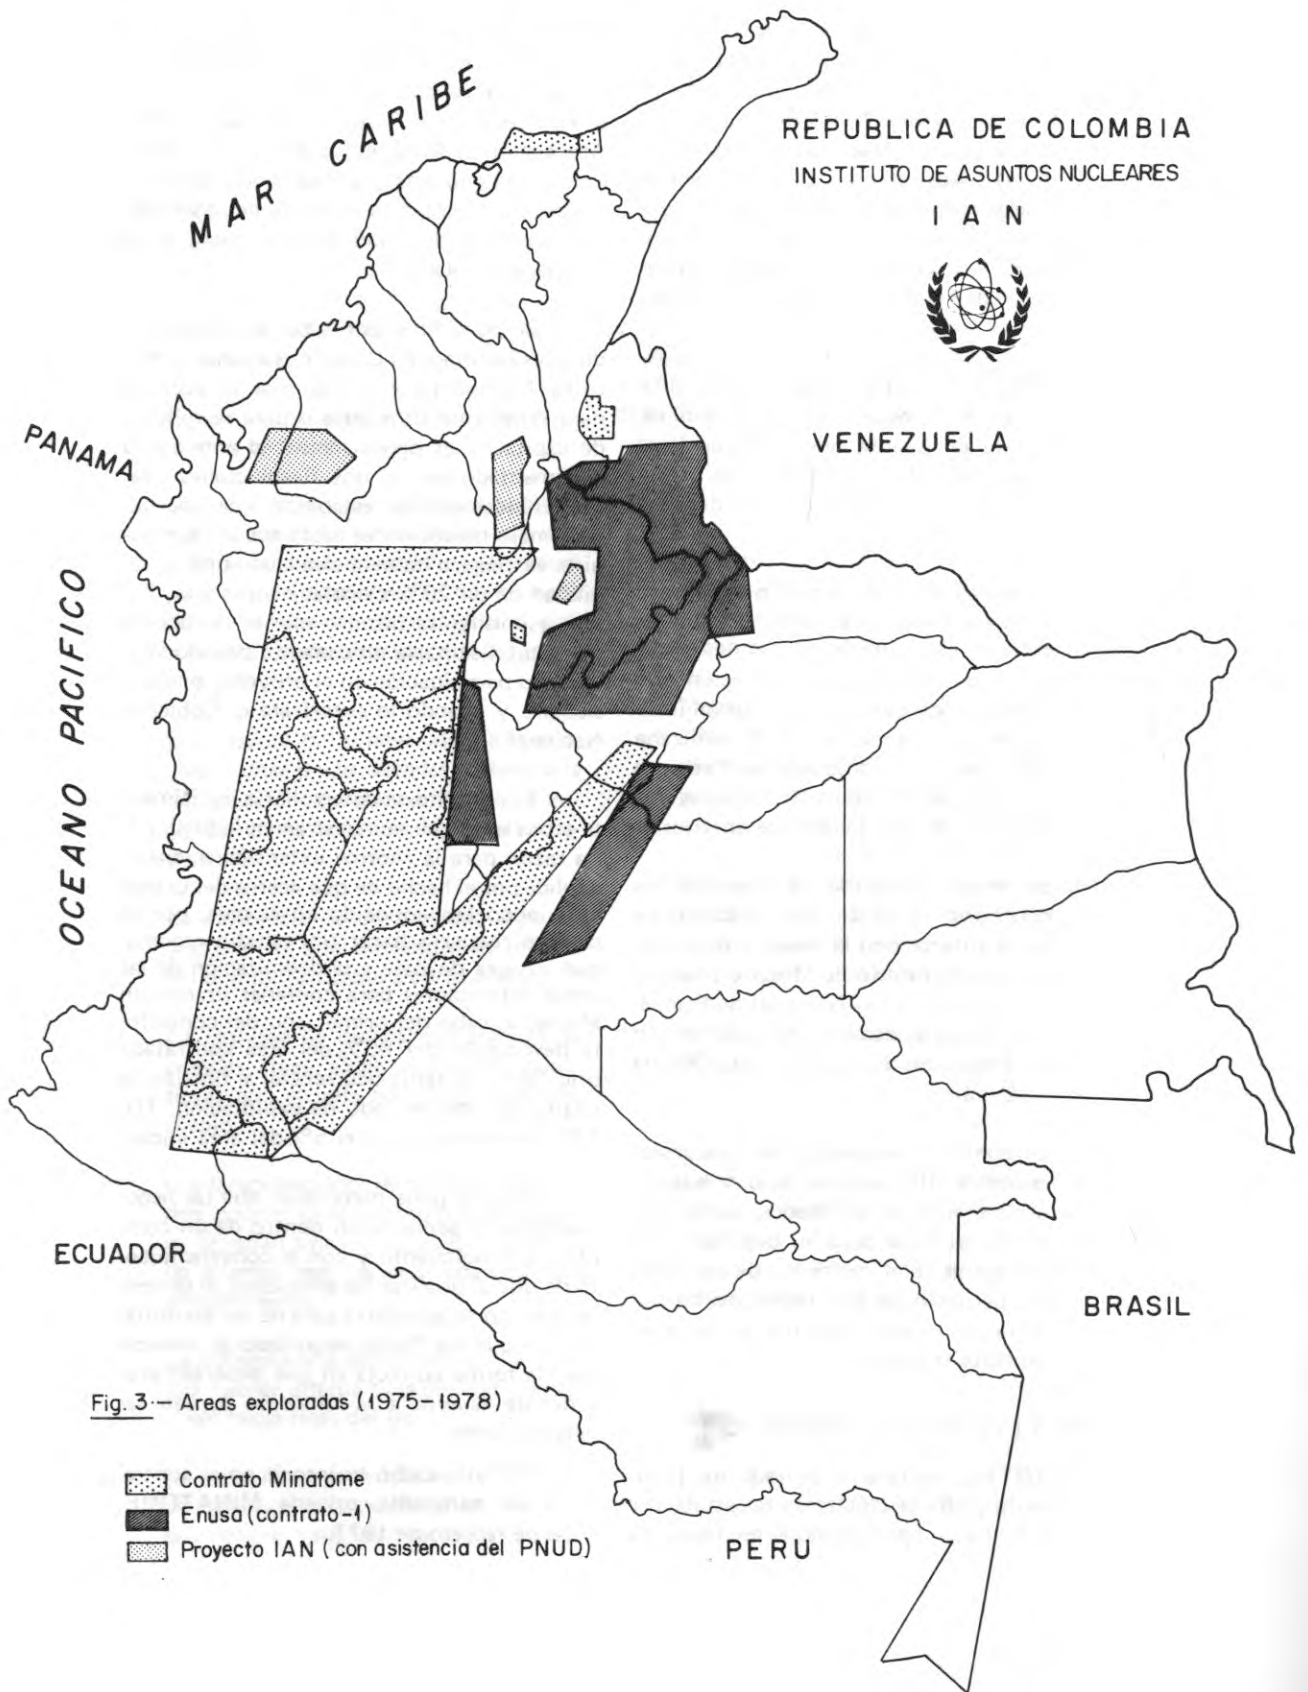 MAR CARIBE
REPUBLICA DE COLOMBIA
INSTITUTO DE ASUNTOS NUCLEARES
I A N
PANAMA
VENEZUELA
OCEANO PACIFICO
ECUADOR
BRASIL
Fig. 3-- Areas exploradas (1975-1978)
Contrato Minatome
Enusa (contrato-1)
Proyecto IAN (con asistencia del PNUD)
PERU